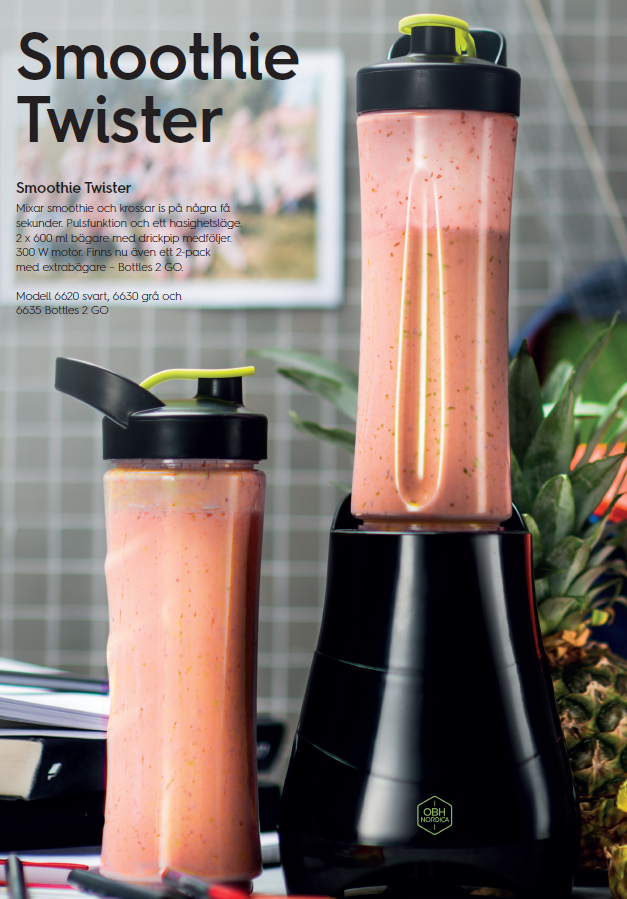 Smoothie
Twister
Smoothie Twister
Mixar smoothie och krossar is på några få
sekunder. Pulsfunktion och ett hasighetsläge.
2 x 600 ml bägare med drickpip medföljer.
300 W motor. Finns nu även ett 2-pack
med extrabägare – Bottles 2 GO.
Modell 6620 svart, 6630 grå och
6635 Bottles 2 GO
OBH
NORDICA